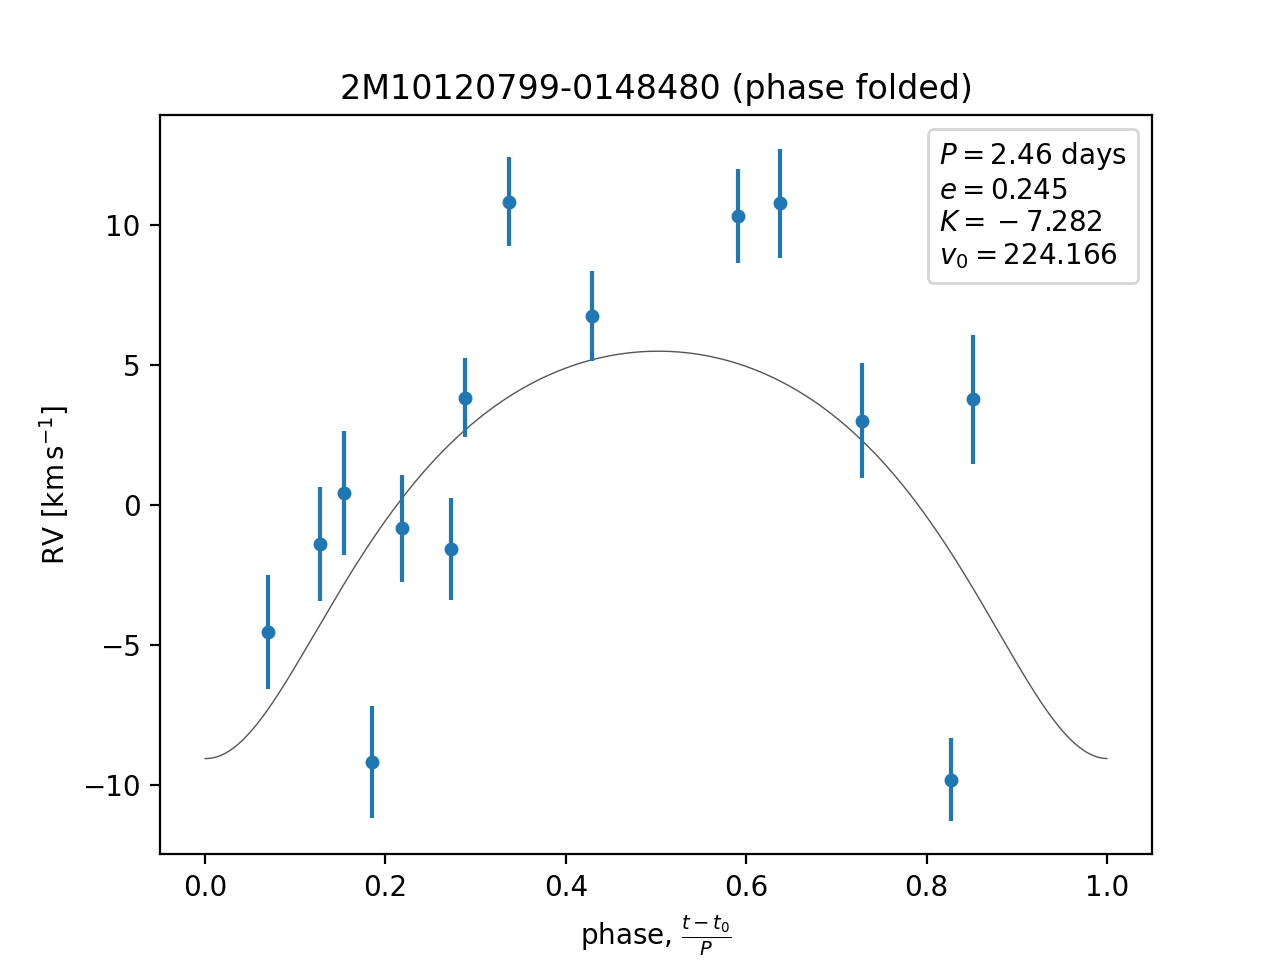 2M10120799-0148480 (phase folded)
P = 2.46 days
e = 0.245
K = −7.282
v₀ = 224.166
10
5
0
−5
−10
RV [km s⁻¹]
0.0 0.2 0.4 0.6 0.8 1.0
phase, (t − t₀)/P